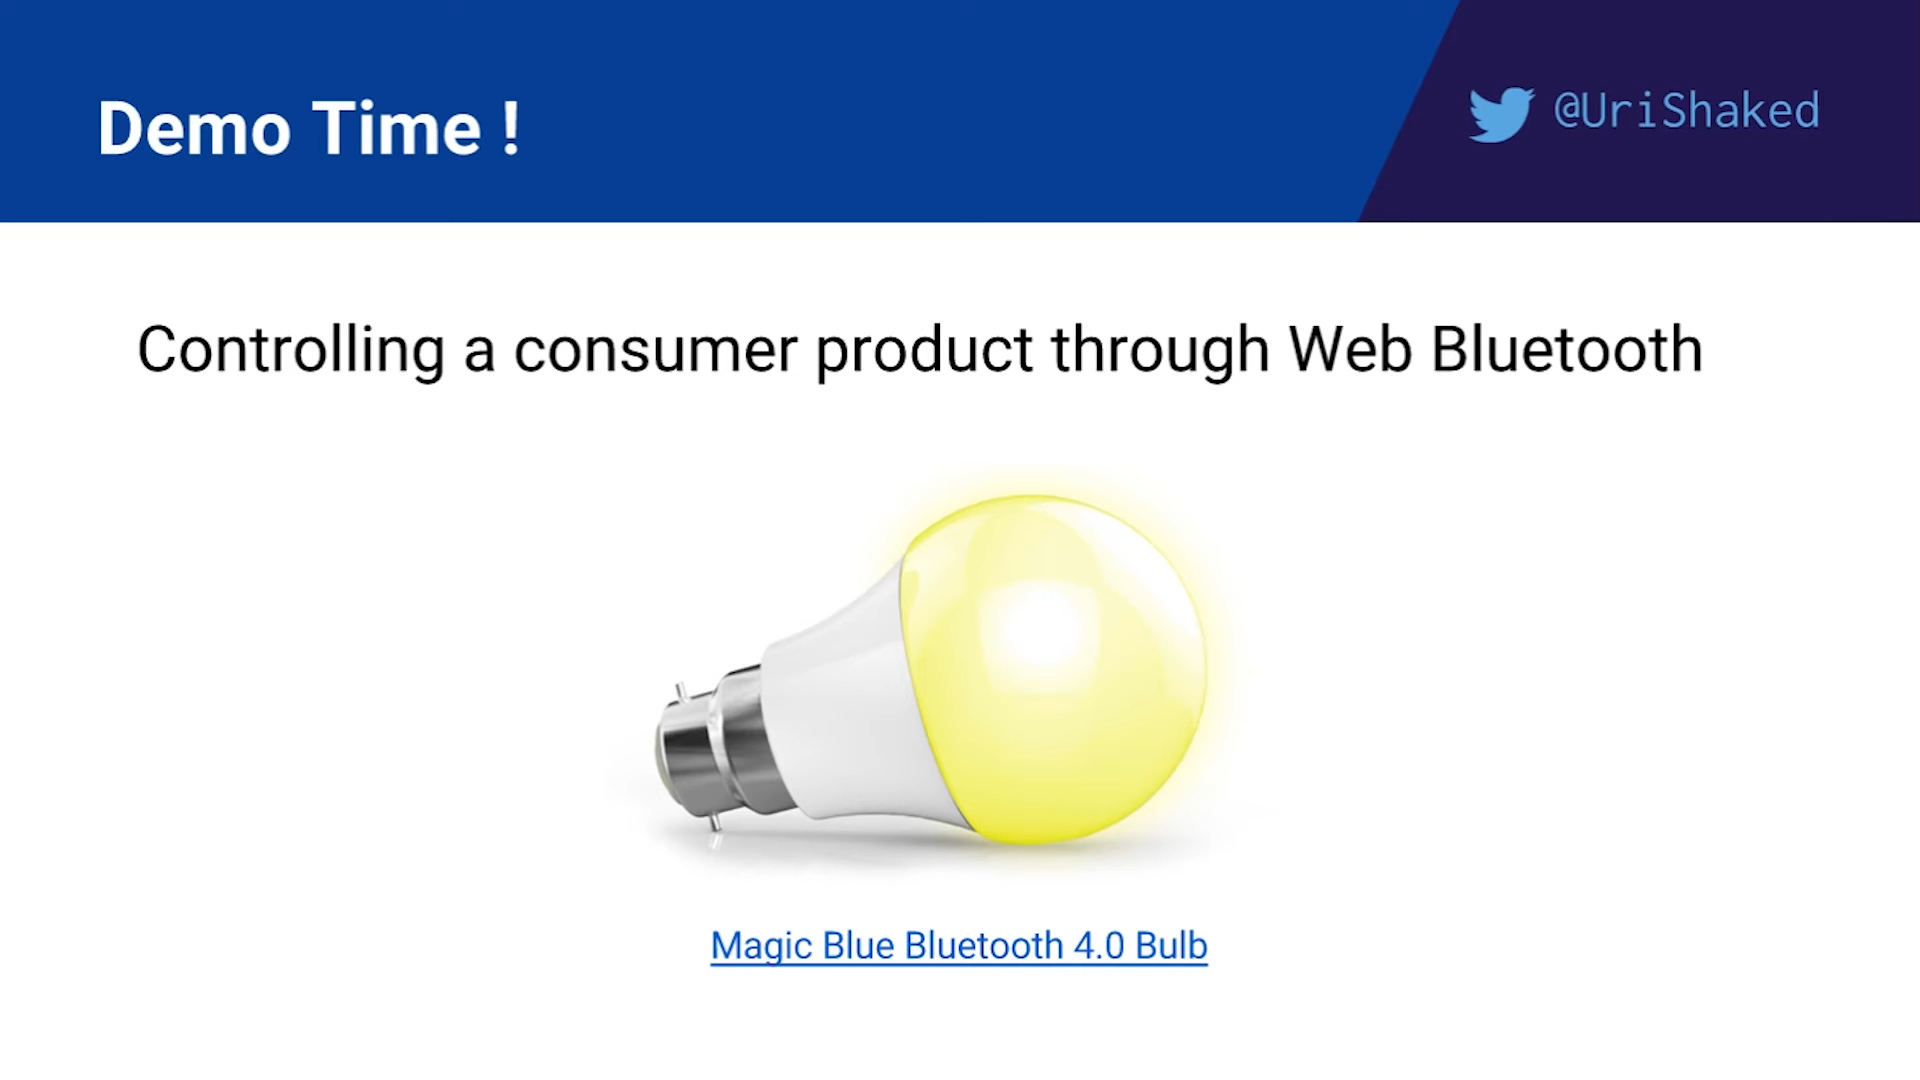 Demo Time !
@UriShaked
Controlling a consumer product through Web Bluetooth
Magic Blue Bluetooth 4.0 Bulb